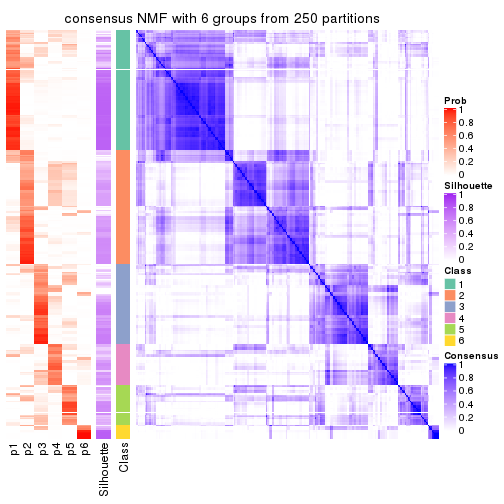 consensus NMF with 6 groups from 250 partitions
Prob
1
0.8
0.6
0.4
0.2
0
Silhouette
1
0.8
0.6
0.4
0.2
0
Class
1
2
3
4
5
6
Consensus
1
0.8
0.6
0.4
0.2
0
p1
p2
p3
p4
p5
p6
Silhouette
Class